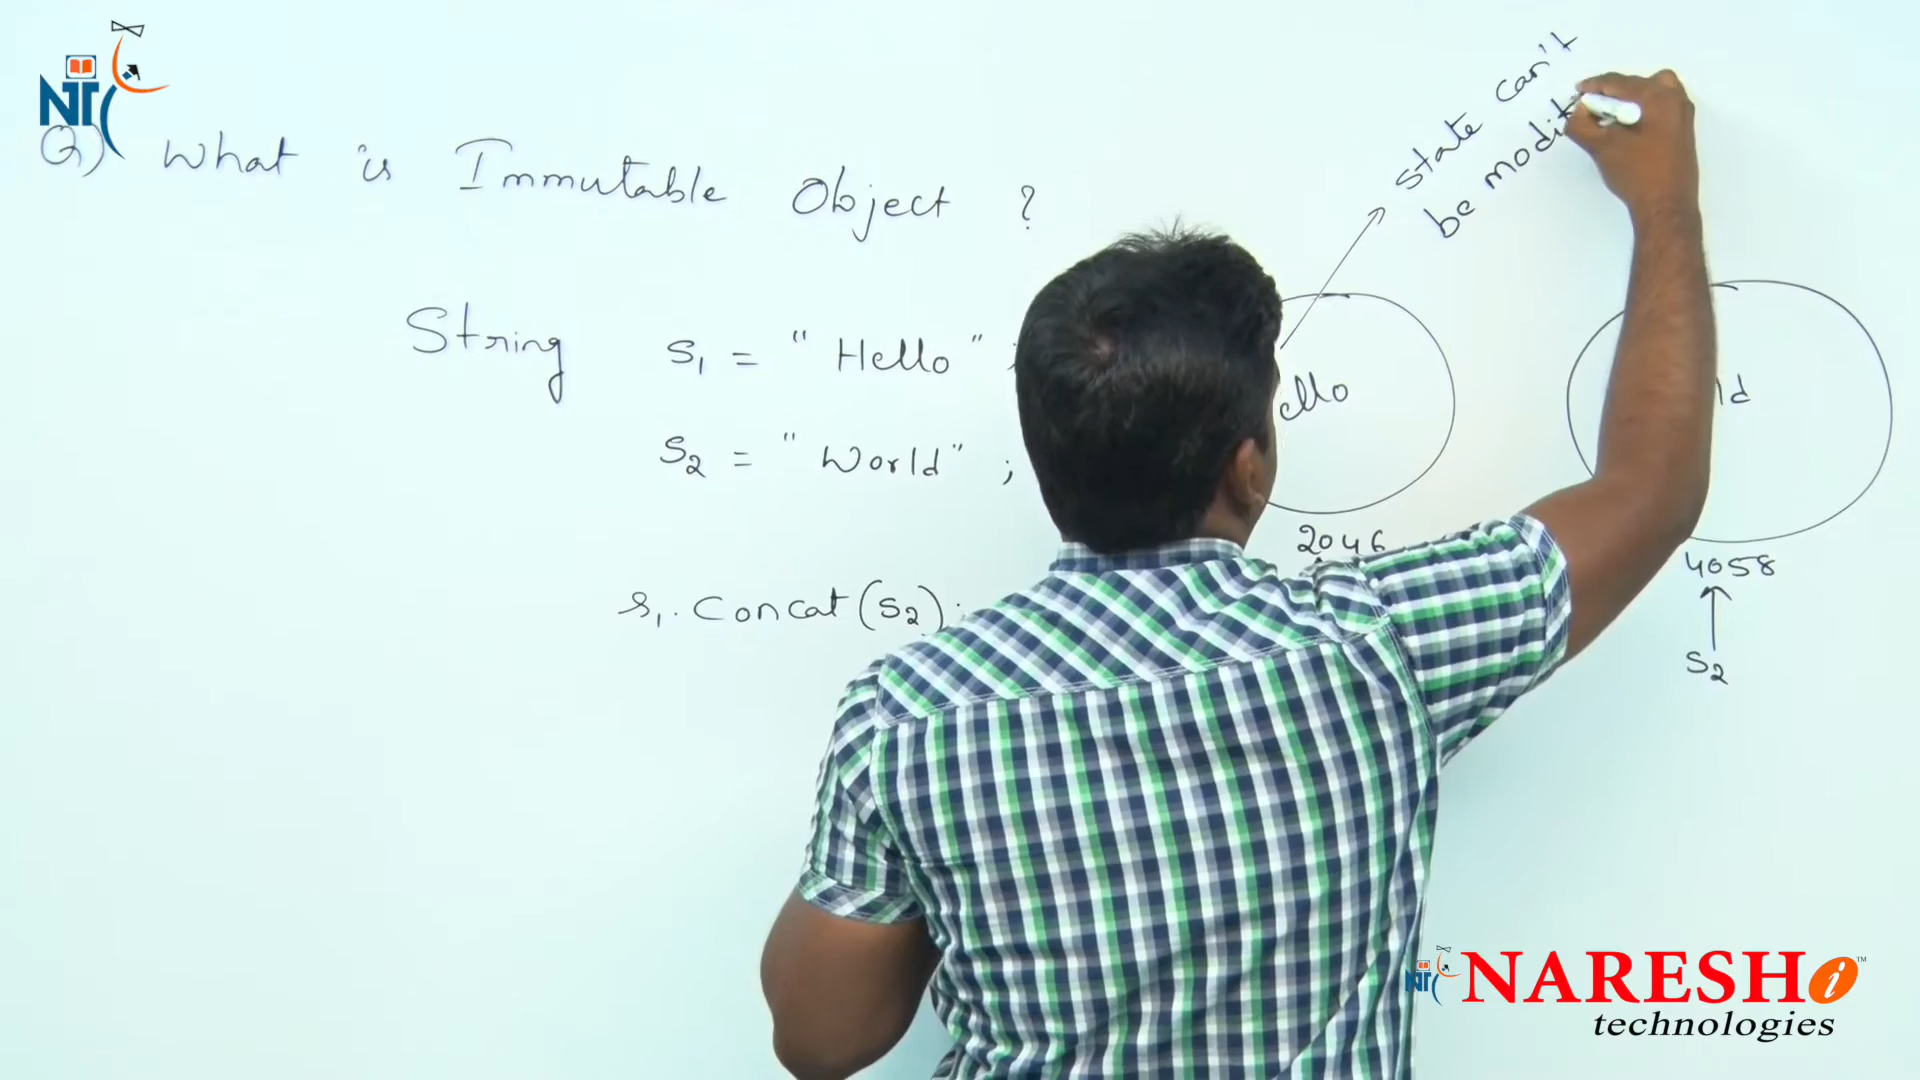 NT
Q) What is Immutable Object ?
state can't
be modif
String s1 = "Hello" ;
s2 = "World" ;
ello
ld
2046
4058
s1.Concat(s2);
s2
NARESH i ™
technologies